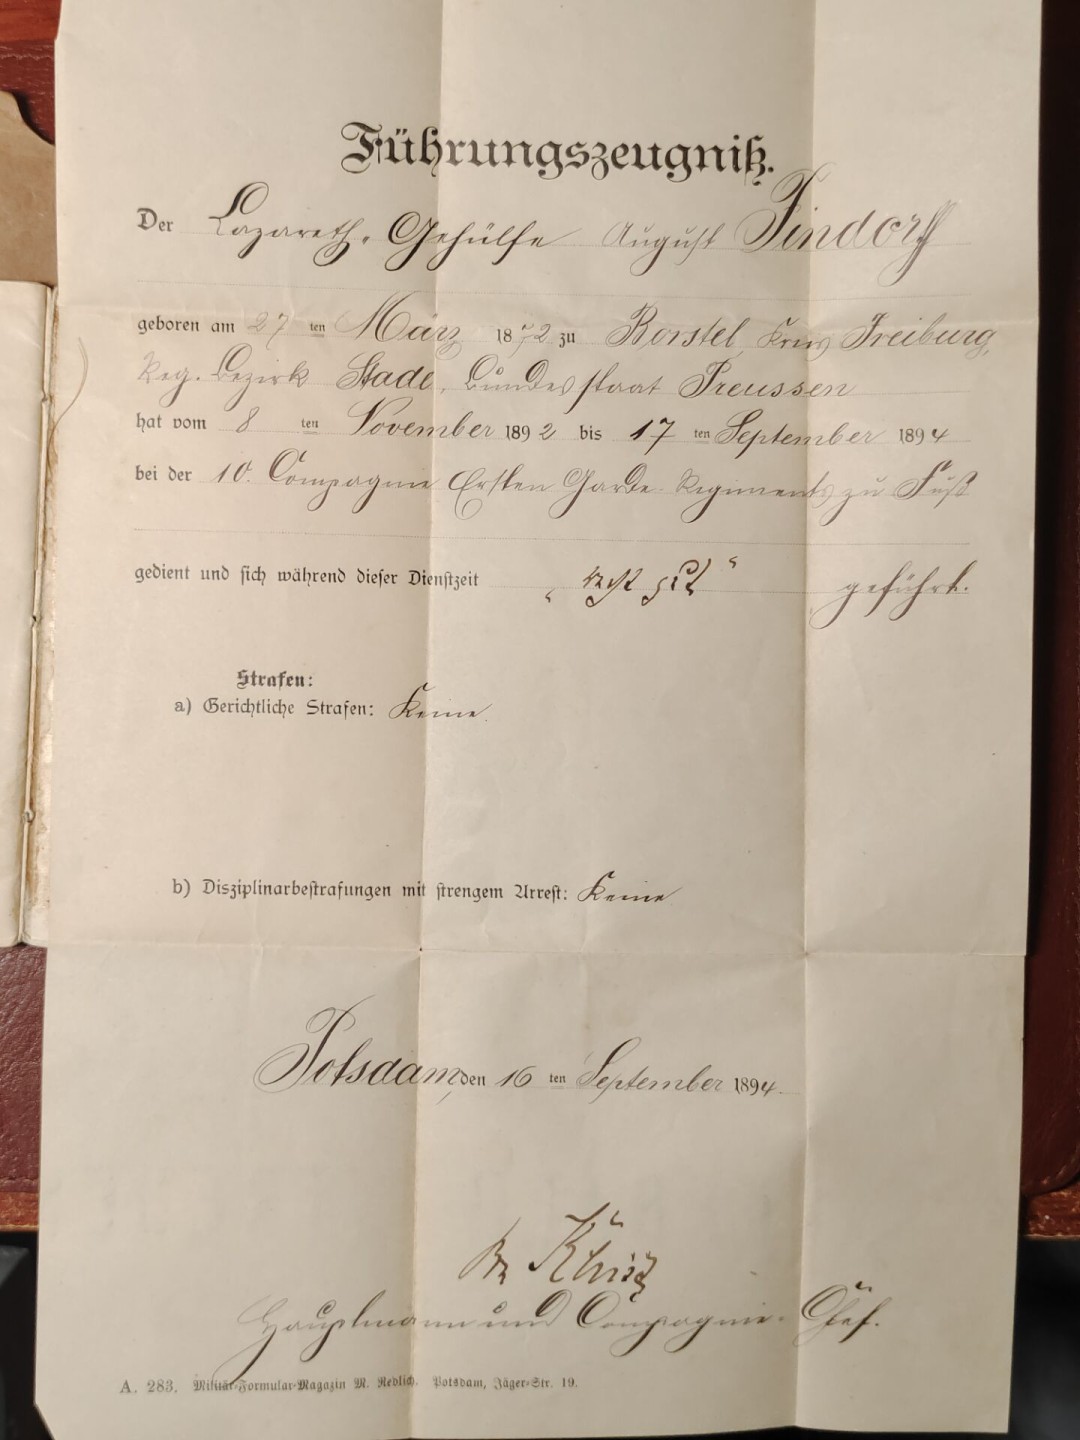 Führungszeugniß.
Der Lazareth-Gehülfe August Tindorf
geboren am 27 ten März 1872 zu Borstel, Kreis Freiburg,
Reg. Bezirk Stade, Bundesstaat Preussen
hat vom 8 ten November 1892 bis 17 ten September 1894
bei der 10. Compagnie Ersten Garde-Regiments zu Fuß
gedient und sich während dieser Dienstzeit gut" geführt.
Strafen:
a) Gerichtliche Strafen: Keine.
b) Disziplinarbestrafungen mit strengem Arrest: Keine
Potsdam, den 16 ten September 1894.
Hauptmann und Compagnie-Chef.
A. 283. Militär-Formular-Magazin M. Redlich. Potsdam, Jäger-Str. 19.